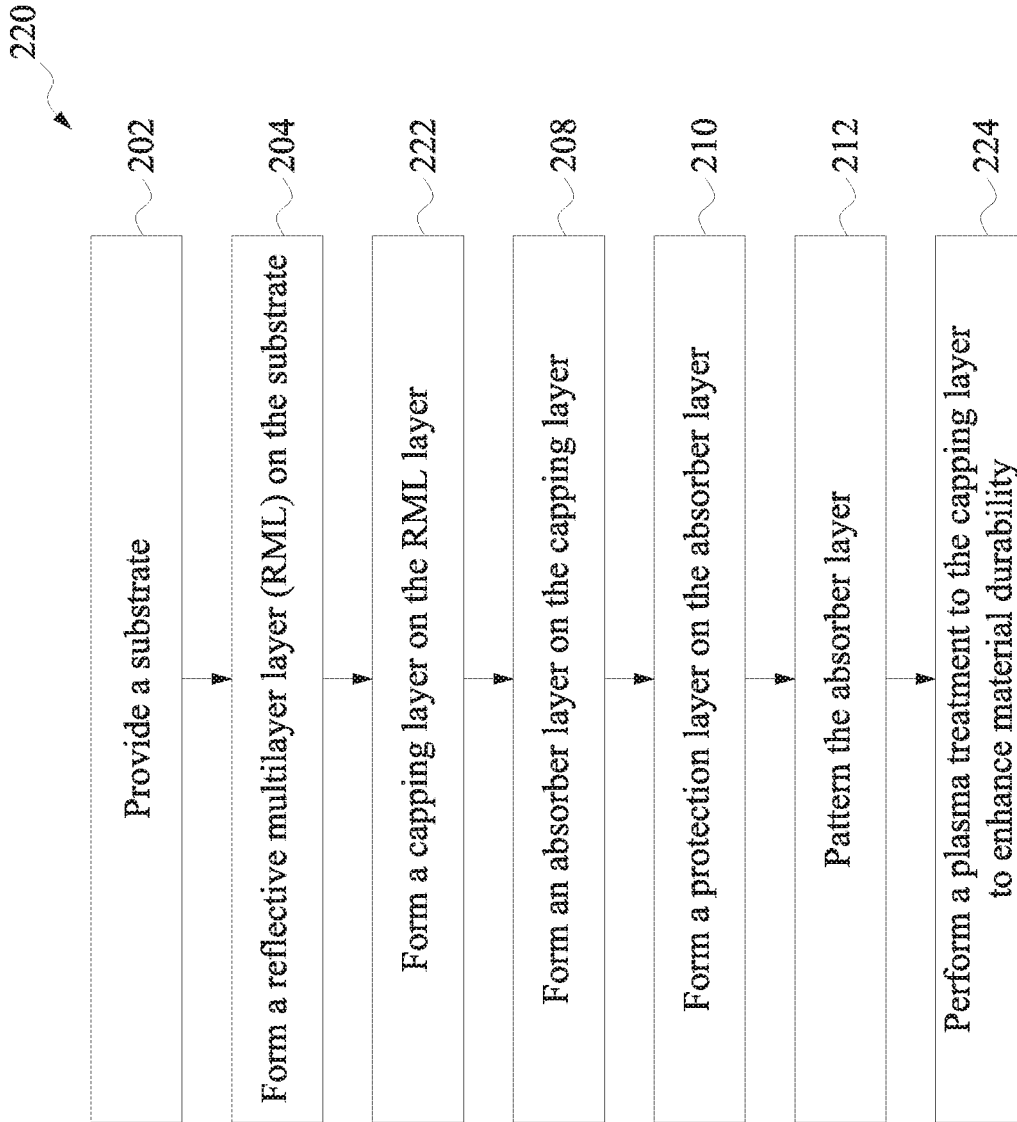 220
Provide a substrate
202
Form a reflective multilayer layer (RML) on the substrate
204
Form a capping layer on the RML layer
222
Form an absorber layer on the capping layer
208
Form a protection layer on the absorber layer
210
Pattern the absorber layer
212
Perform a plasma treatment to the capping layer
to enhance material durability
224